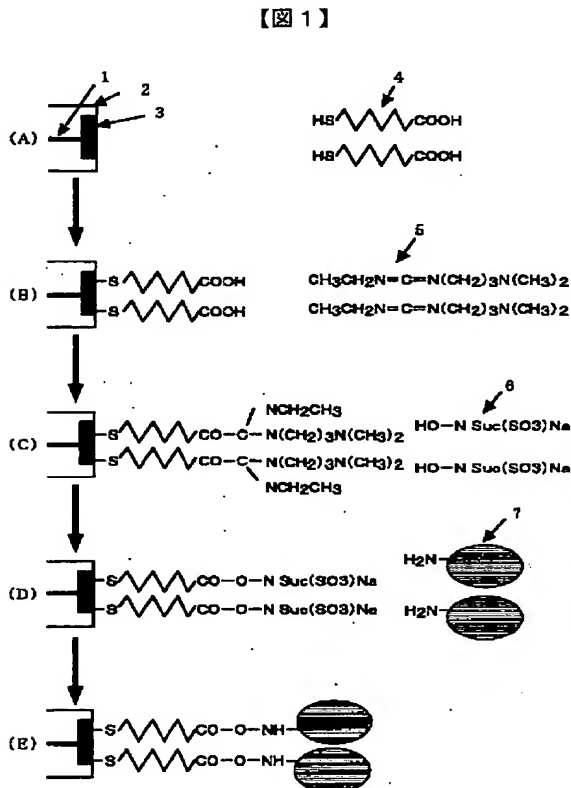 【図1】
1
2
3
4
(A)
HS COOH
HS COOH
5
(B)
S COOH
S COOH
CH3CH2N=C=N(CH2)3N(CH3)2
CH3CH2N=C=N(CH2)3N(CH3)2
6
(C)
NCH2CH3
S CO-C-N(CH2)3N(CH3)2
S CO-C-N(CH2)3N(CH3)2
NCH2CH3
HO-N Suc(SO3)Na
HO-N Suc(SO3)Na
7
(D)
S CO-O-N Suc(SO3)Na
S CO-O-N Suc(SO3)Na
H2N
H2N
(E)
S CO-O-NH
S CO-O-NH